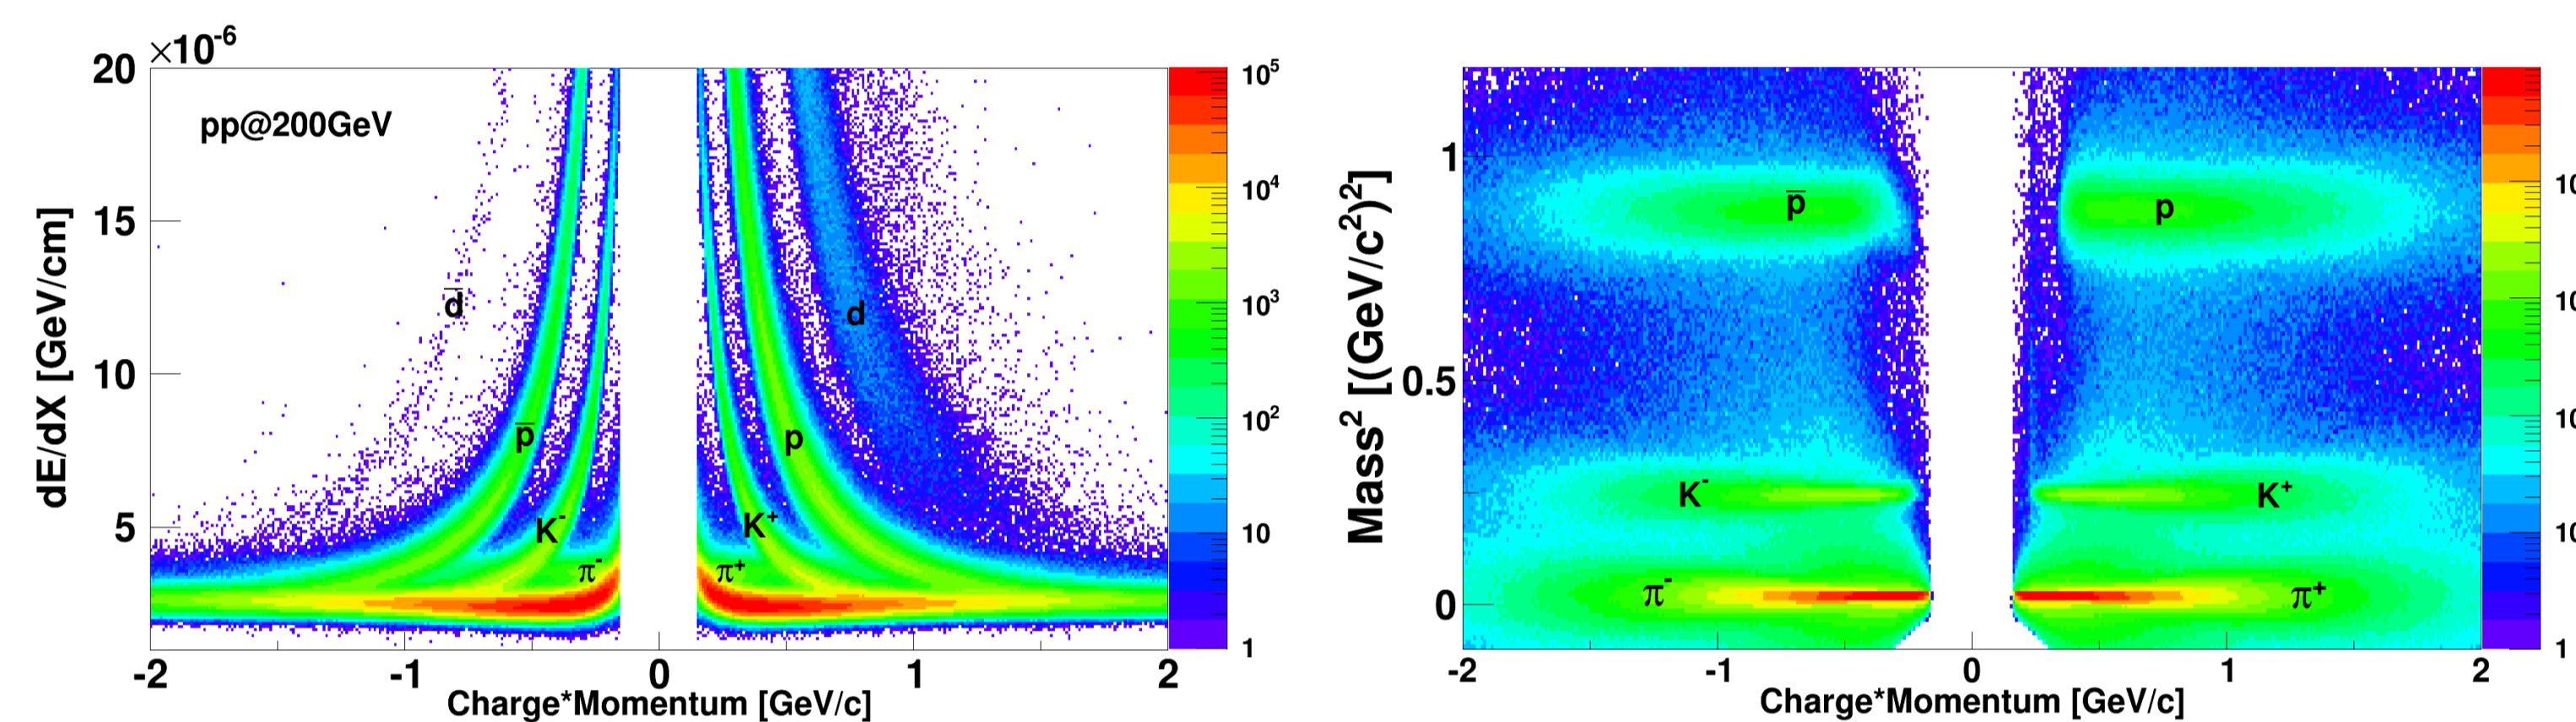 ×10⁻⁶
20
15
10
5
dE/dX [GeV/cm]
pp@200GeV
d̅
p̅
K⁻
π⁻
π⁺
K⁺
p
d
-2 -1 0 1 2
Charge*Momentum [GeV/c]
10⁵
10⁴
10³
10²
10
1
Mass² [(GeV/c²)²]
1
0.5
0
p̅
p
K⁻
K⁺
π⁻
π⁺
-2 -1 0 1 2
Charge*Momentum [GeV/c]
1